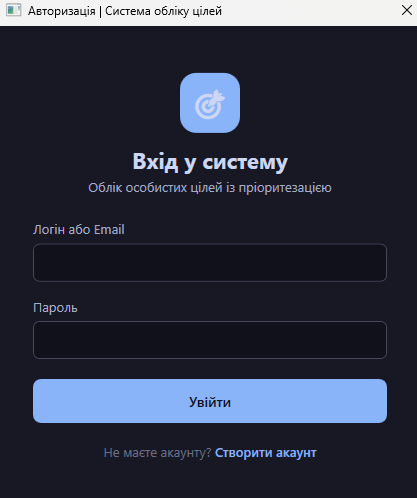 Авторизація | Система обліку цілей
Вхід у систему
Облік особистих цілей із пріоритезацією
Логін або Email
Пароль
Увійти
Не маєте акаунту? Створити акаунт